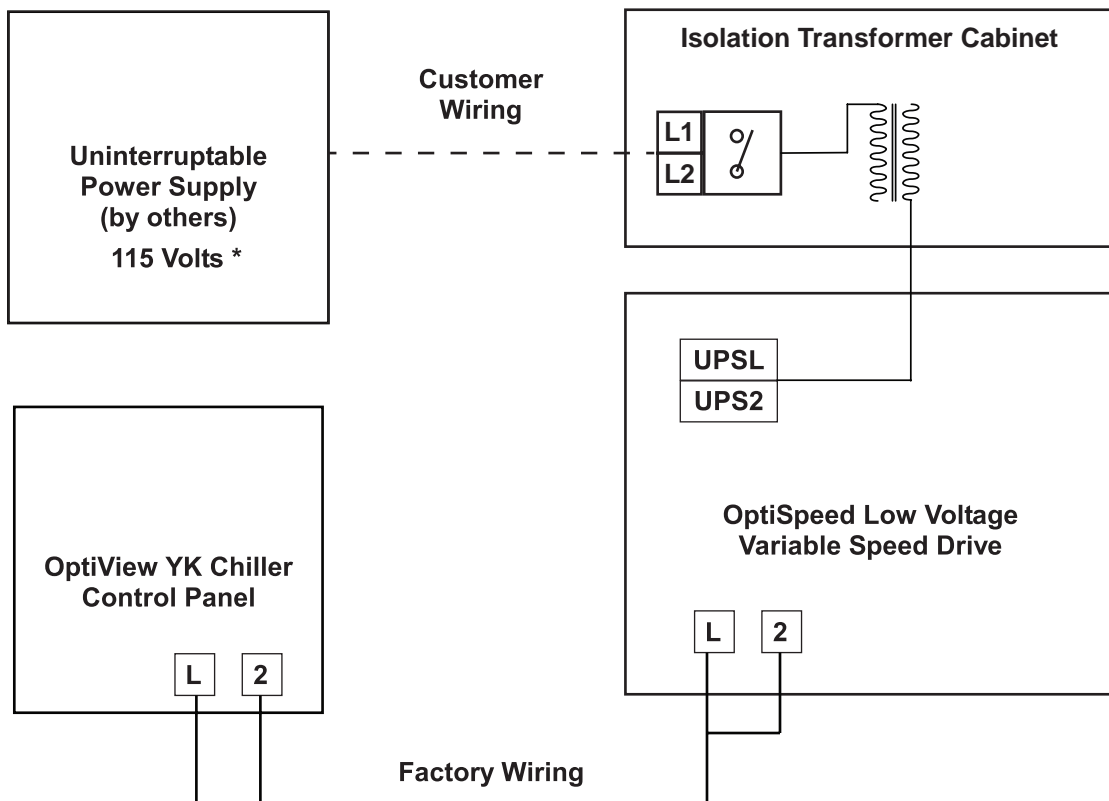 Isolation Transformer Cabinet
Customer
Wiring
L1
L2
Uninterruptable
Power Supply
(by others)
115 Volts *
UPSL
UPS2
OptiSpeed Low Voltage
Variable Speed Drive
L
2
OptiView YK Chiller
Control Panel
L
2
Factory Wiring